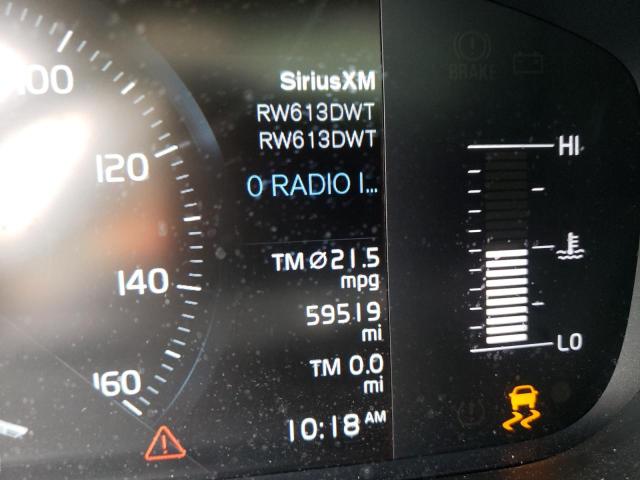 100
120
140
160
SiriusXM
RW613DWT
RW613DWT
0 RADIO I...
TM Ø21.5
mpg
59519
mi
TM 0.0
mi
10:18 AM
BRAKE
HI
LO